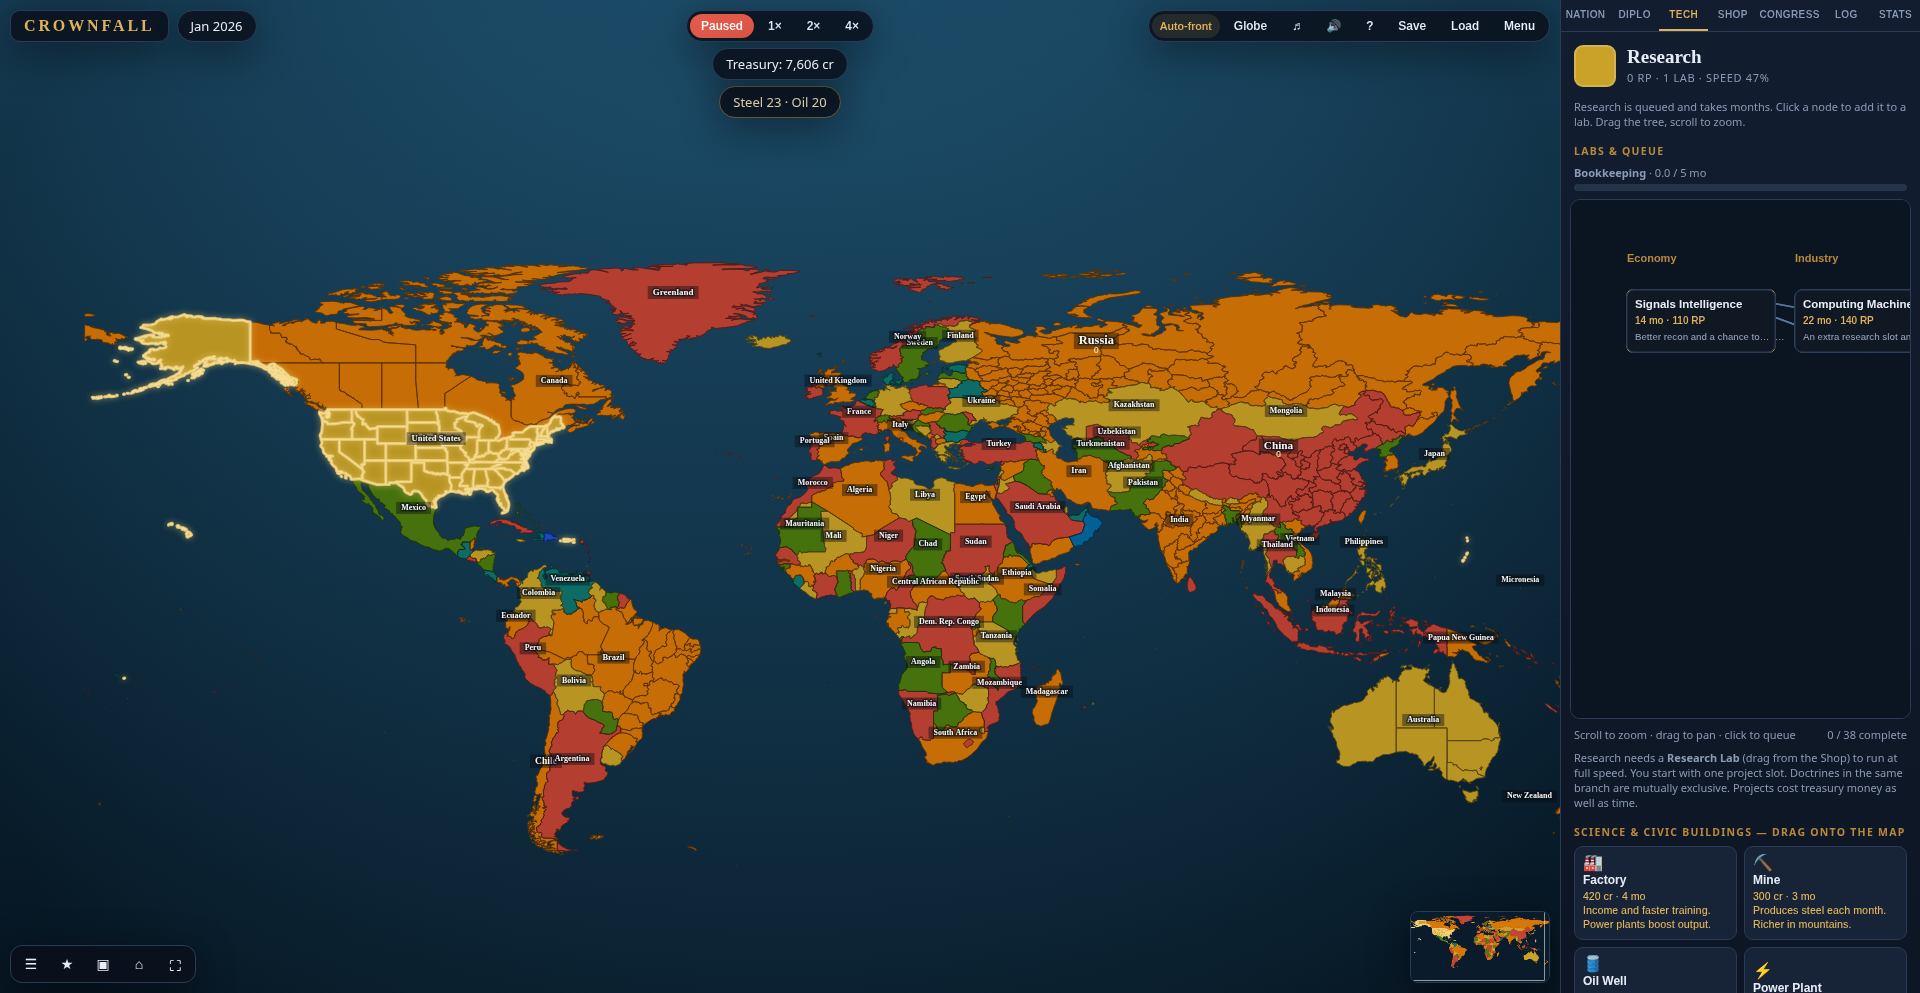 CROWNFALL
Jan 2026
Paused 1× 2× 4×
Treasury: 7,606 cr
Steel 23 · Oil 20
Auto-front Globe ? Save Load Menu
NATION DIPLO TECH SHOP CONGRESS LOG STATS
Research
0 RP · 1 LAB · SPEED 47%
Research is queued and takes months. Click a node to add it to a
lab. Drag the tree, scroll to zoom.
LABS & QUEUE
Bookkeeping · 0.0 / 5 mo
Economy
Industry
Signals Intelligence
14 mo · 110 RP
Better recon and a chance to… …
Computing Machine
22 mo · 140 RP
An extra research slot an
Scroll to zoom · drag to pan · click to queue
0 / 38 complete
Research needs a Research Lab (drag from the Shop) to run at
full speed. You start with one project slot. Doctrines in the same
branch are mutually exclusive. Projects cost treasury money as
well as time.
SCIENCE & CIVIC BUILDINGS — DRAG ONTO THE MAP
Factory
420 cr · 4 mo
Income and faster training.
Power plants boost output.
Mine
300 cr · 3 mo
Produces steel each month.
Richer in mountains.
Oil Well
Power Plant
Greenland
Norway
Sweden
Finland
Russia
0
Canada
United Kingdom
Ukraine
Kazakhstan
Mongolia
France
Italy
United States
Portugal
Turkey
Uzbekistan
Turkmenistan
China
0
Japan
Iran
Afghanistan
Pakistan
Morocco
Algeria
Libya
Egypt
Saudi Arabia
Mexico
Mauritania
Mali
Niger
Chad
Sudan
India
Myanmar
Vietnam
Thailand
Philippines
Nigeria
Central African Republic
Ethiopia
Somalia
Venezuela
Colombia
Malaysia
Micronesia
Indonesia
Ecuador
Dem. Rep. Congo
Tanzania
Papua New Guinea
Peru
Brazil
Angola
Zambia
Bolivia
Mozambique
Madagascar
Namibia
South Africa
Australia
Argentina
New Zealand